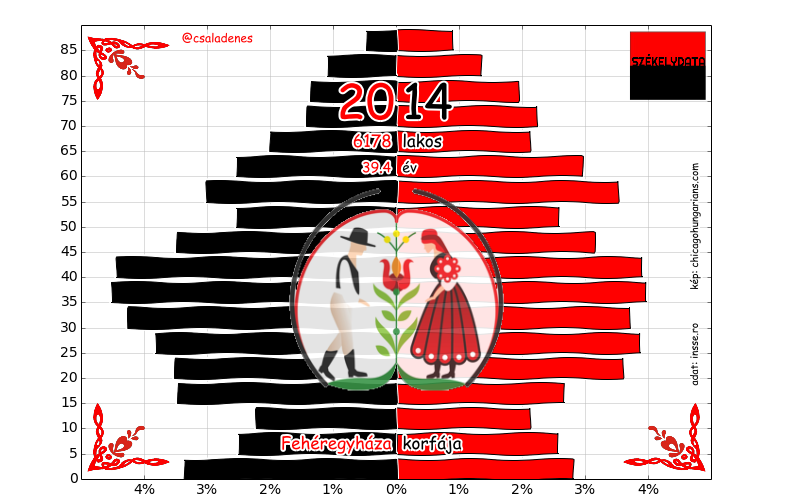 @csaladenes
SZÉKELYDATA
2014
6178 lakos
39.4 év
kép: chicagohungarians.com
adat: insse.ro
Fehéregyháza korfája
85
80
75
70
65
60
55
50
45
40
35
30
25
20
15
10
5
0
4% 3% 2% 1% 0% 1% 2% 3% 4%